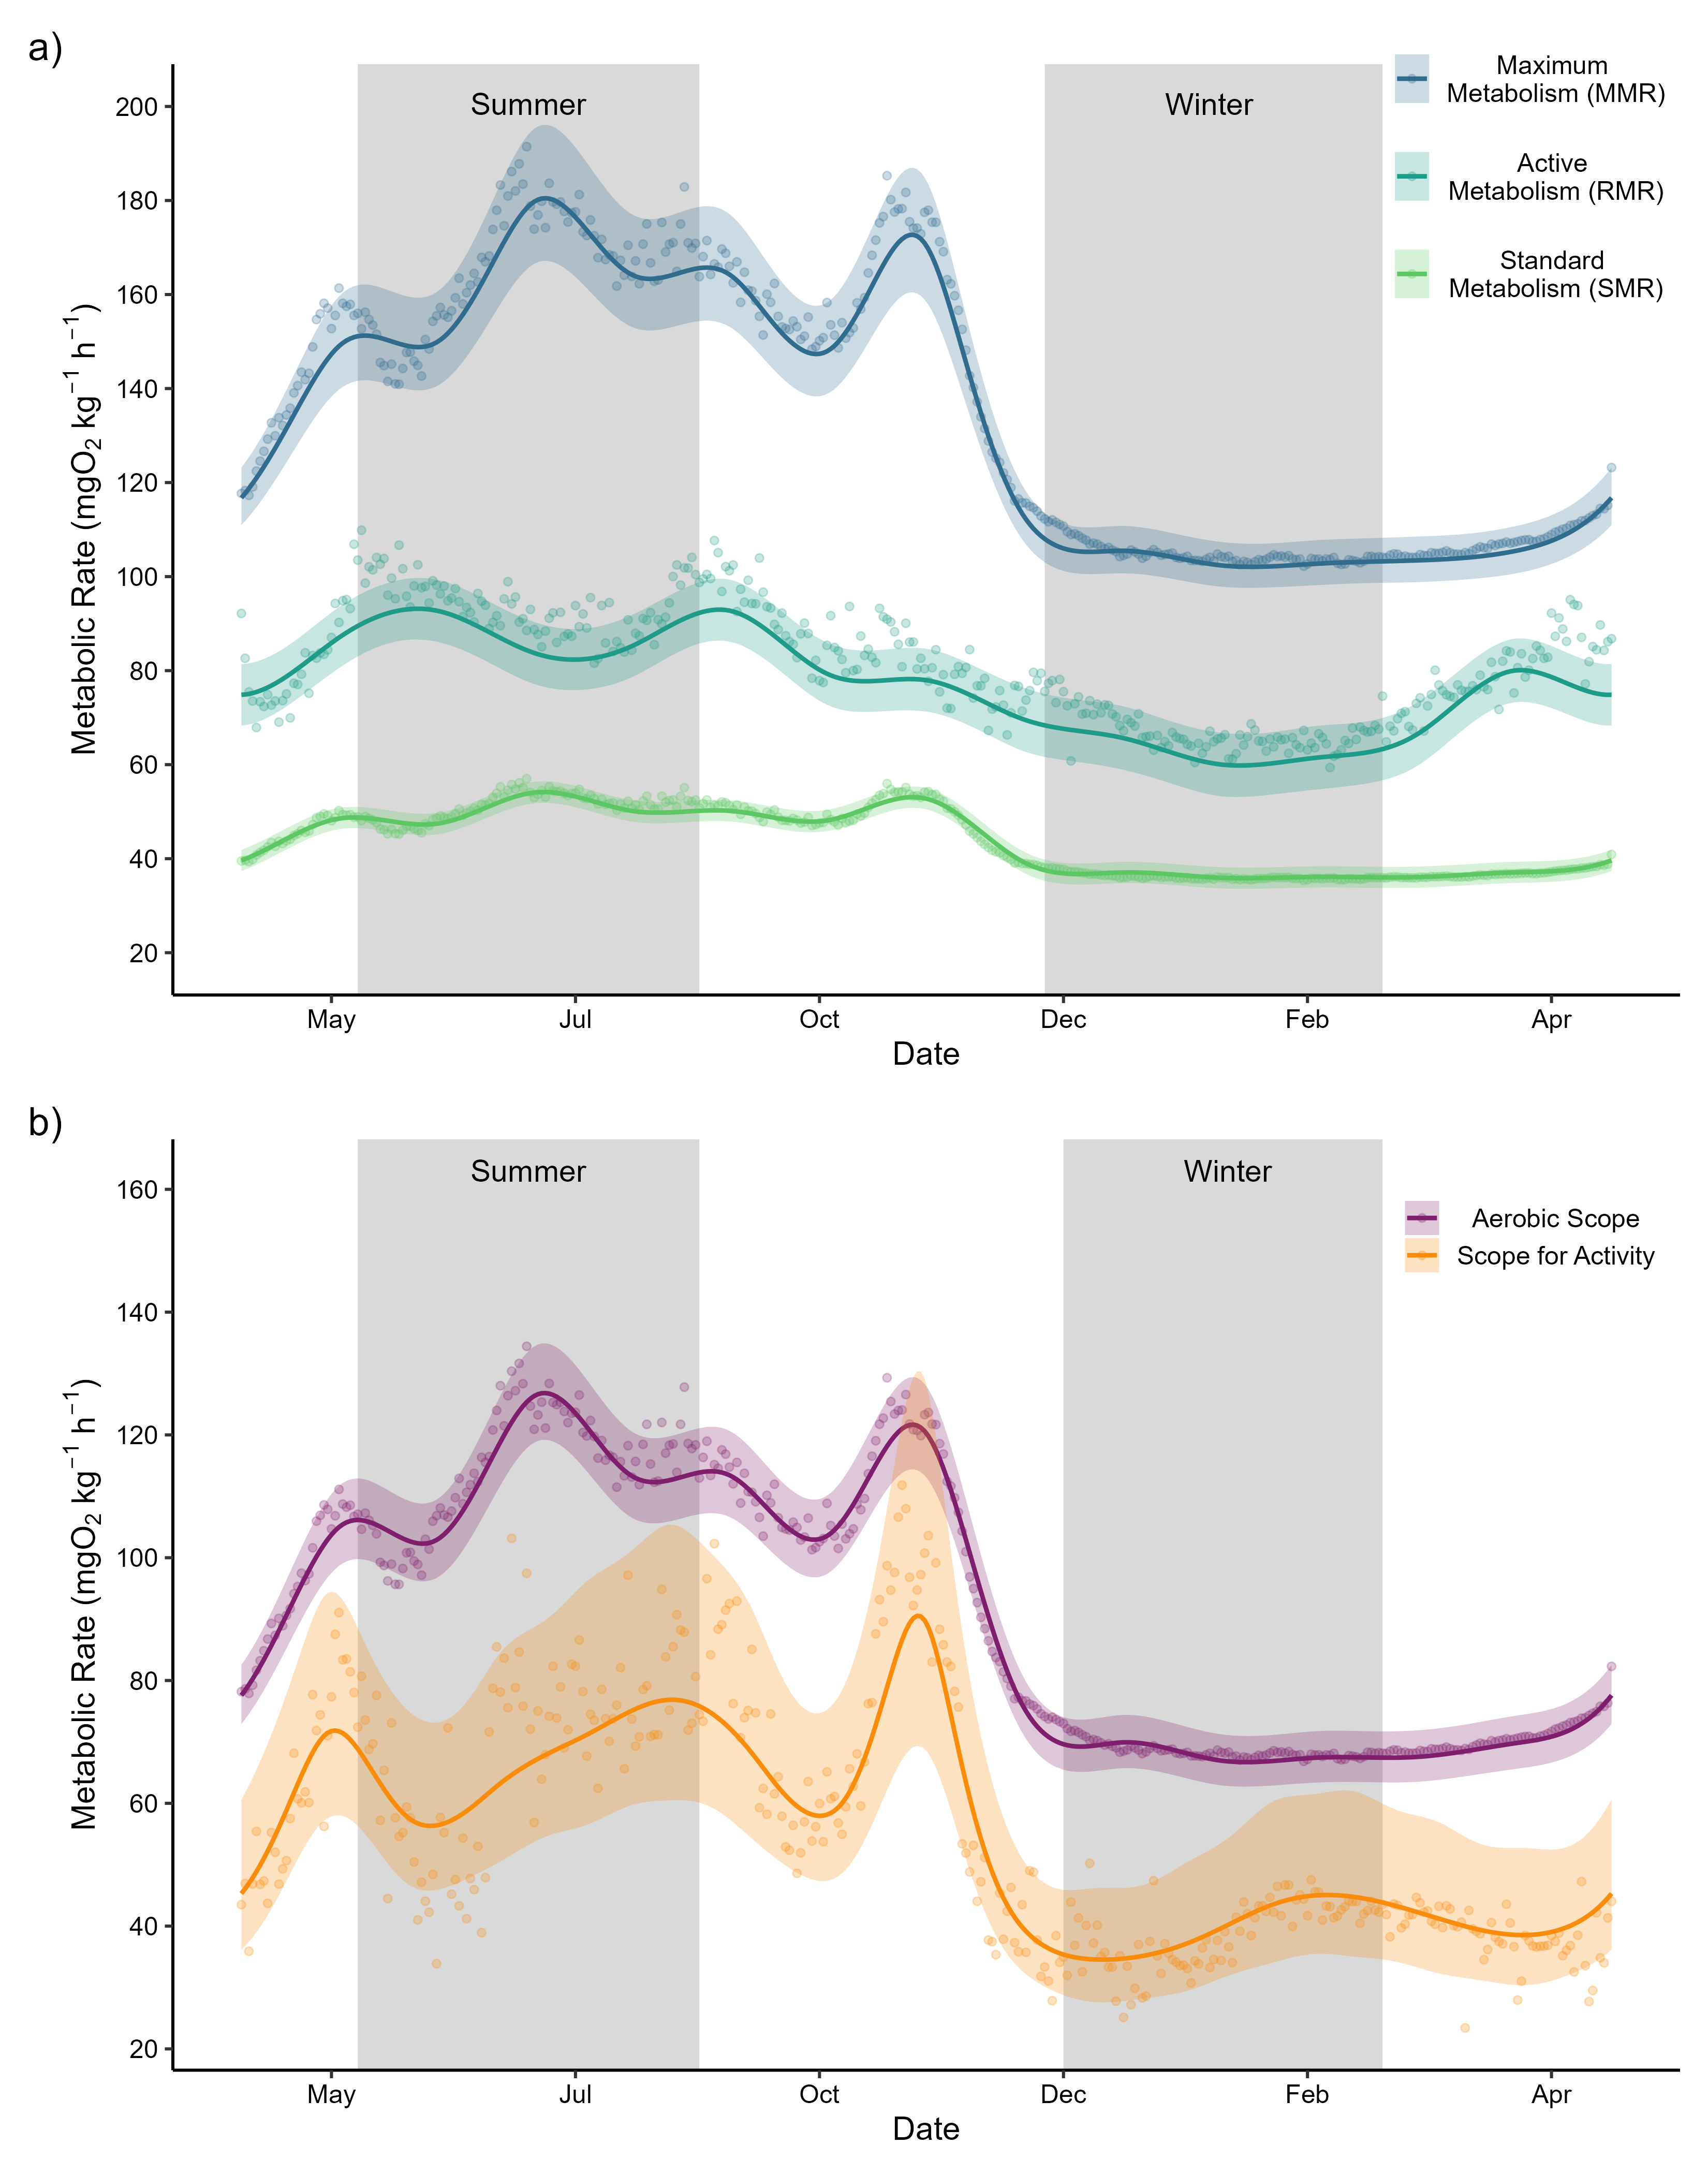 a)
Summer
Winter
Maximum
Metabolism (MMR)
Active
Metabolism (RMR)
Standard
Metabolism (SMR)
Metabolic Rate (mgO₂ kg⁻¹ h⁻¹)
200
180
160
140
120
100
80
60
40
20
May Jul Oct Dec Feb Apr
Date
b)
Summer
Winter
Aerobic Scope
Scope for Activity
Metabolic Rate (mgO₂ kg⁻¹ h⁻¹)
160
140
120
100
80
60
40
20
May Jul Oct Dec Feb Apr
Date